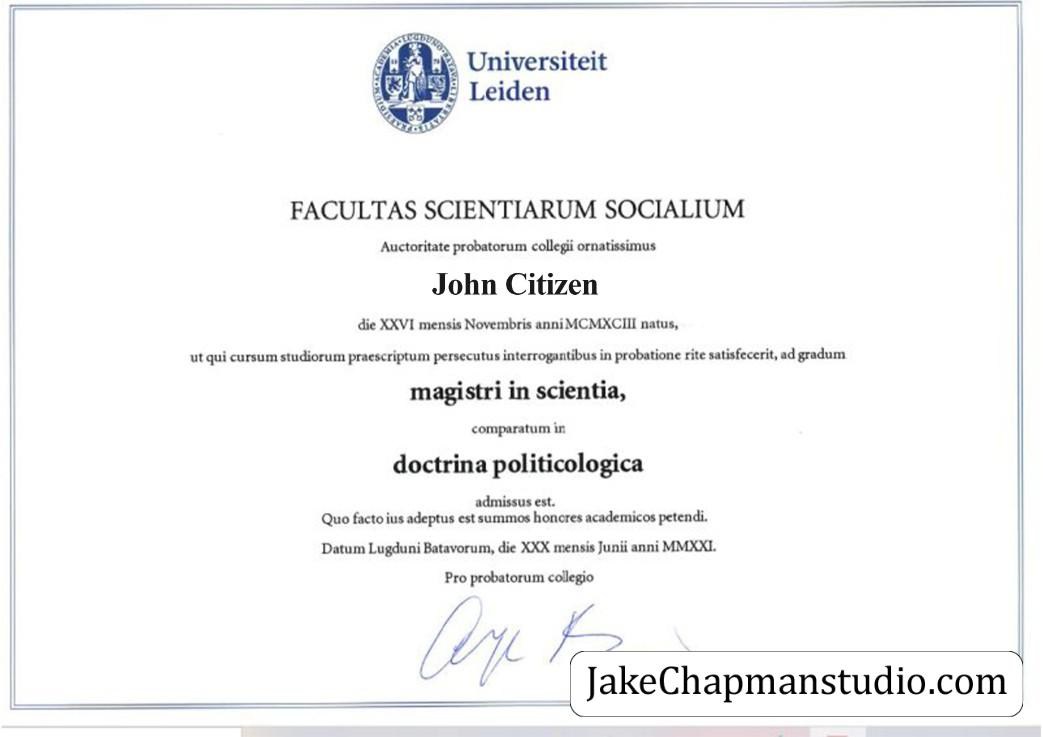 Universiteit
Leiden
FACULTAS SCIENTIARUM SOCIALIUM
Auctoritate probatorum collegii ornatissimus
John Citizen
die XXVI mensis Novembris anni MCMXCIII natus,
ut qui cursum studiorum praescriptum persecutus interrogantibus in probatione rite satisfecerit, ad gradum
magistri in scientia,
comparatum in
doctrina politicologica
admissus est.
Quo facto ius adeptus est summos honores academicos petendi.
Datum Lugduni Batavorum, die XXX mensis Junii anni MMXXI.
Pro probatorum collegio
JakeChapmanstudio.com